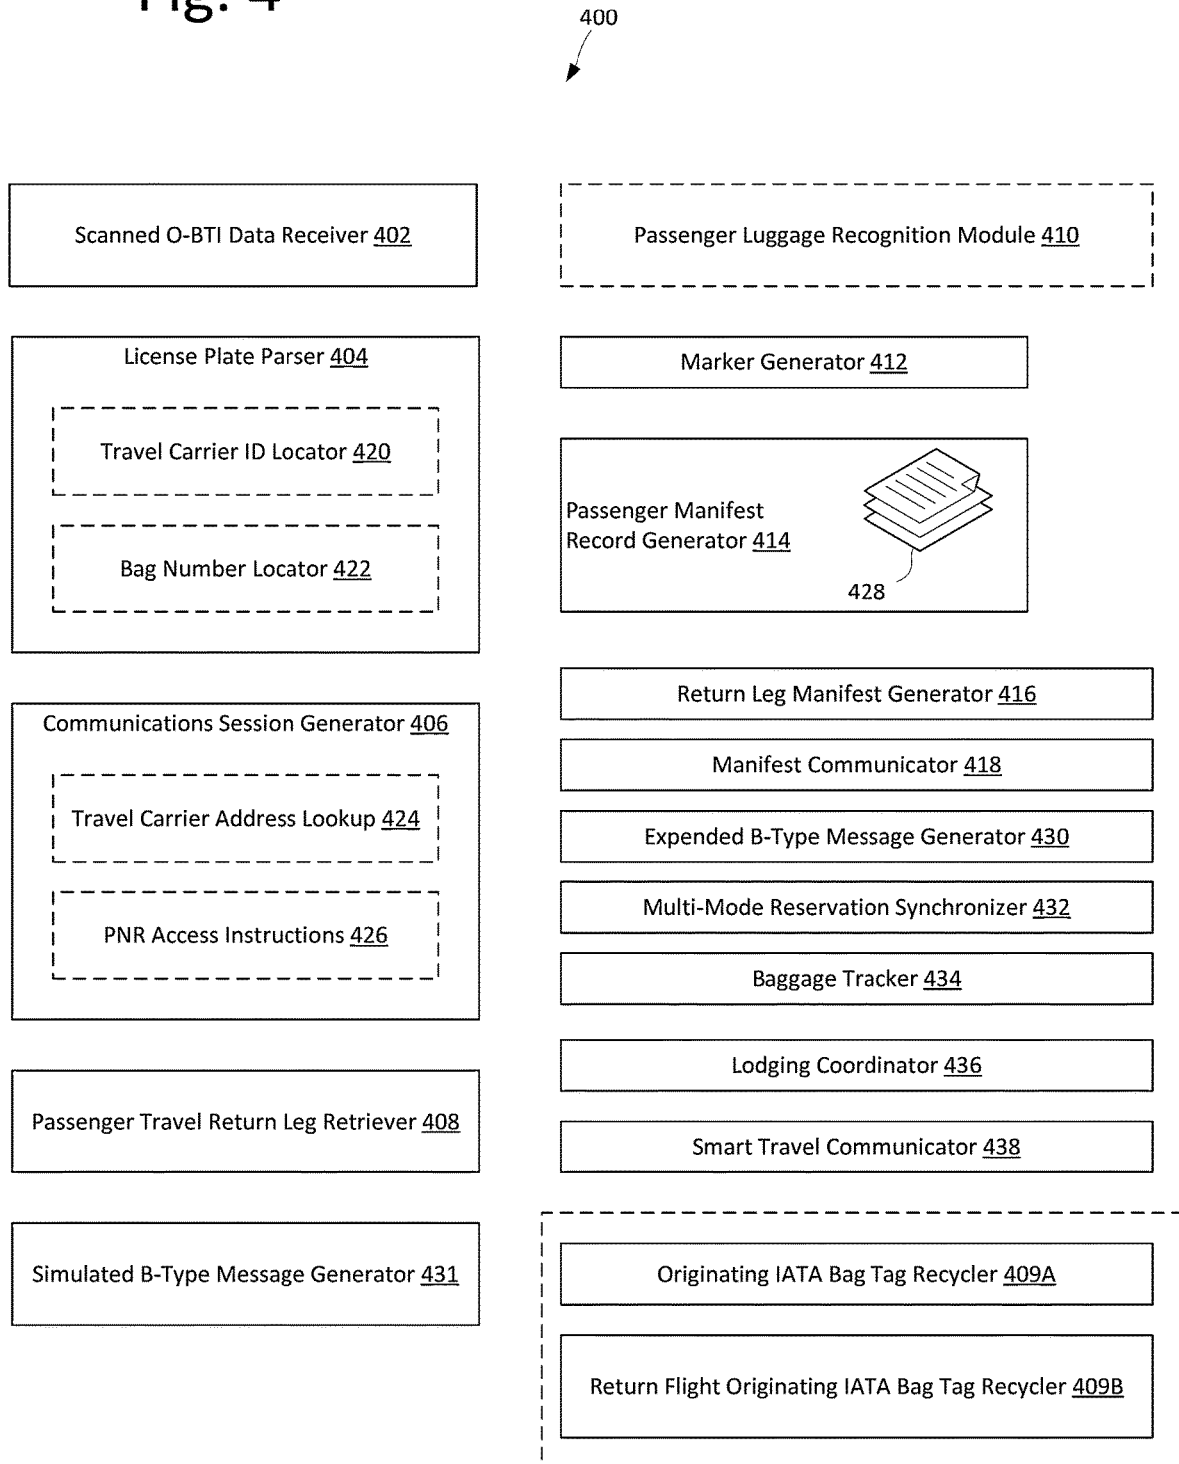 Fig. 4
400
Scanned O-BTI Data Receiver 402
License Plate Parser 404
Travel Carrier ID Locator 420
Bag Number Locator 422
Communications Session Generator 406
Travel Carrier Address Lookup 424
PNR Access Instructions 426
Passenger Travel Return Leg Retriever 408
Simulated B-Type Message Generator 431
Passenger Luggage Recognition Module 410
Marker Generator 412
Passenger Manifest
Record Generator 414
428
Return Leg Manifest Generator 416
Manifest Communicator 418
Expended B-Type Message Generator 430
Multi-Mode Reservation Synchronizer 432
Baggage Tracker 434
Lodging Coordinator 436
Smart Travel Communicator 438
Originating IATA Bag Tag Recycler 409A
Return Flight Originating IATA Bag Tag Recycler 409B